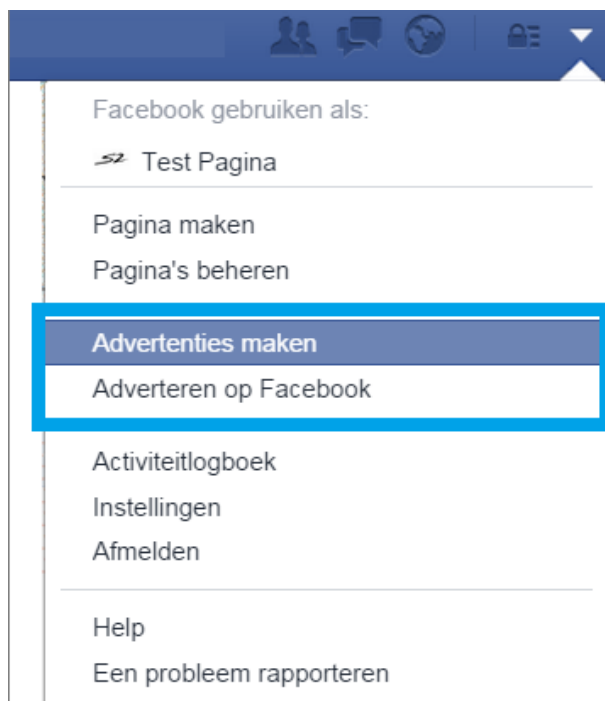 Facebook gebruiken als:
Test Pagina
Pagina maken
Pagina's beheren
Advertenties maken
Adverteren op Facebook
Activiteitlogboek
Instellingen
Afmelden
Help
Een probleem rapporteren